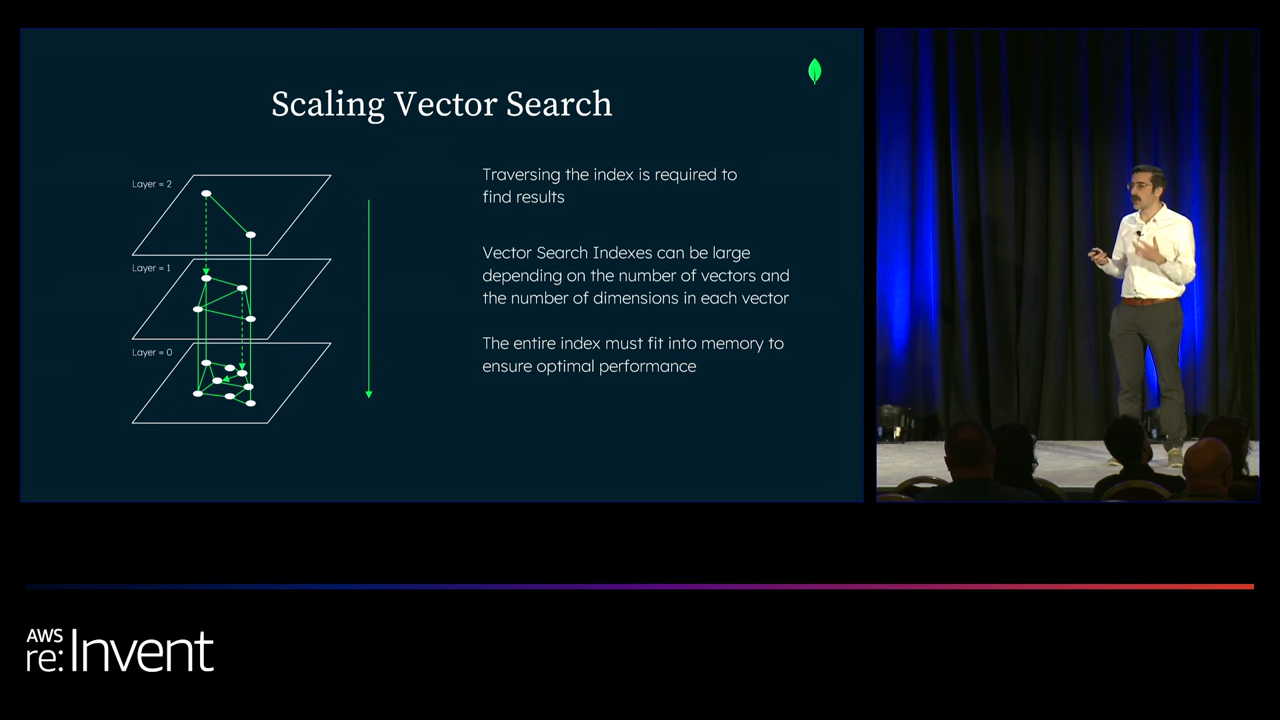 Scaling Vector Search
Layer = 2
Layer = 1
Layer = 0
Traversing the index is required to
find results
Vector Search Indexes can be large
depending on the number of vectors and
the number of dimensions in each vector
The entire index must fit into memory to
ensure optimal performance
AWS
re:Invent